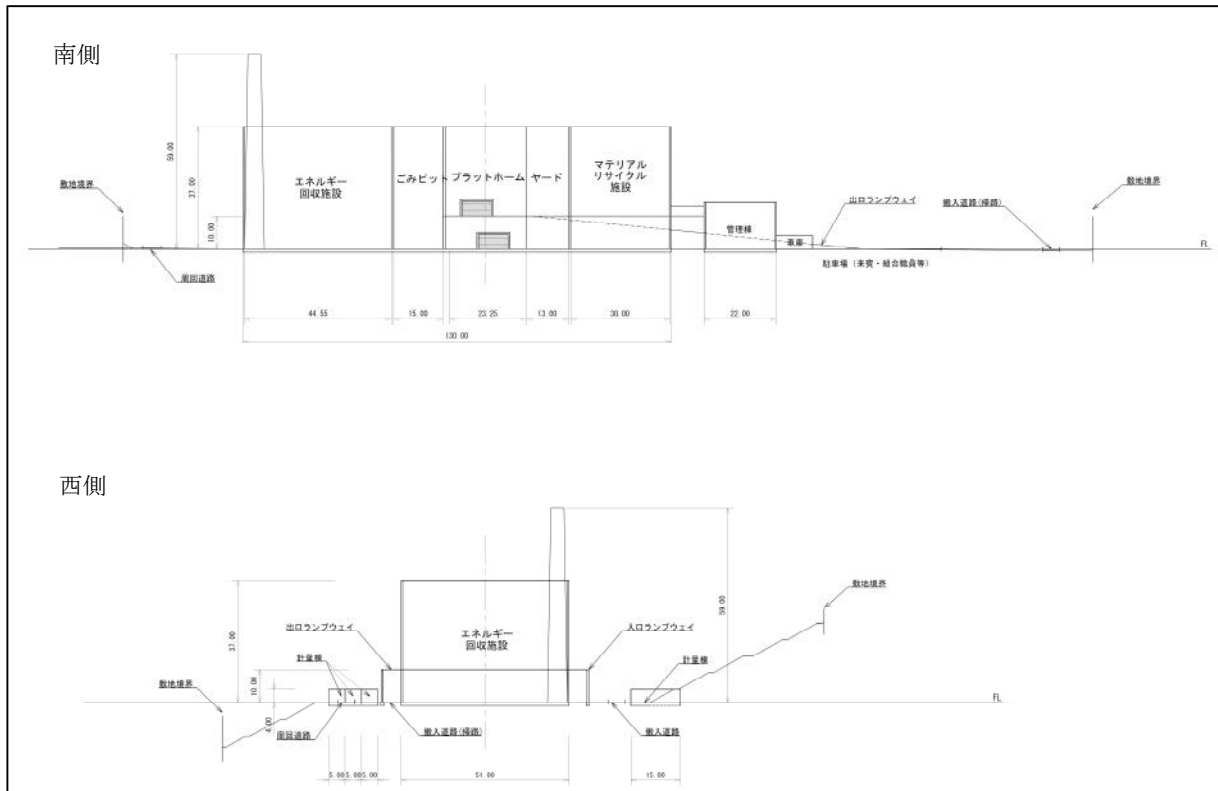 南側
59.00
37.00
10.00
敷地境界
周回道路
エネルギー
回収施設
ごみピット
プラットホーム
ヤード
マテリアル
リサイクル
施設
管理棟
車庫
出口ランプウェイ
搬入道路(帰路)
敷地境界
駐車場（来賓・組合職員等）
FL
44.55
15.00
23.25
13.00
30.00
22.00
130.00
西側
37.00
10.00
4.00
59.00
敷地境界
出口ランプウェイ
計量棟
エネルギー
回収施設
入口ランプウェイ
計量棟
敷地境界
周回道路
搬入道路(帰路)
搬入道路
FL
5.00
5.00
5.00
51.00
15.00